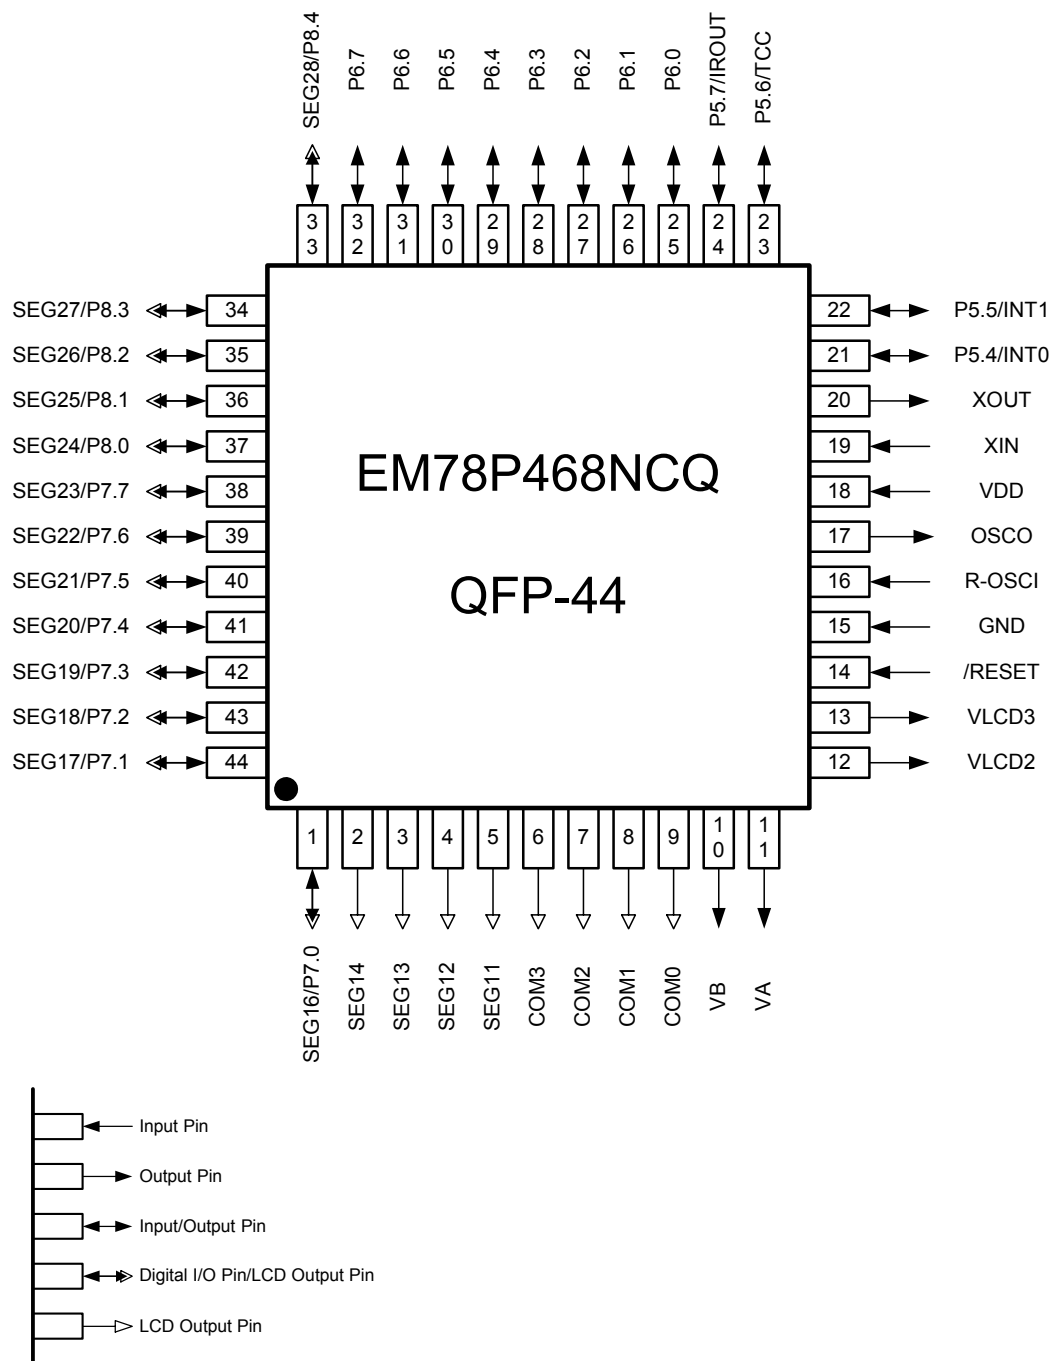 SEG28/P8.4
P6.7
P6.6
P6.5
P6.4
P6.3
P6.2
P6.1
P6.0
P5.7/IROUT
P5.6/TCC
33
32
31
30
29
28
27
26
25
24
23
SEG27/P8.3 34
22 P5.5/INT1
SEG26/P8.2 35
21 P5.4/INT0
SEG25/P8.1 36
20 XOUT
SEG24/P8.0 37
19 XIN
SEG23/P7.7 38
18 VDD
SEG22/P7.6 39
17 OSCO
SEG21/P7.5 40
16 R-OSCI
SEG20/P7.4 41
15 GND
SEG19/P7.3 42
14 /RESET
SEG18/P7.2 43
13 VLCD3
SEG17/P7.1 44
12 VLCD2
EM78P468NCQ
QFP-44
1
2
3
4
5
6
7
8
9
10
11
SEG16/P7.0
SEG14
SEG13
SEG12
SEG11
COM3
COM2
COM1
COM0
VB
VA
Input Pin
Output Pin
Input/Output Pin
Digital I/O Pin/LCD Output Pin
LCD Output Pin